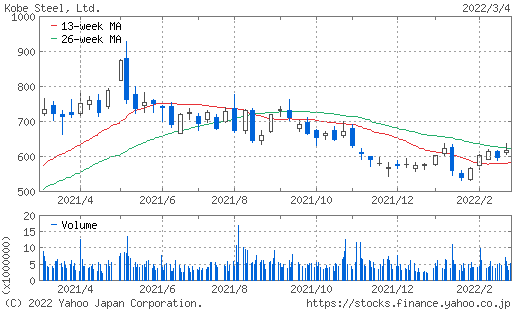 Kobe Steel, Ltd. 2022/3/4
1000
13-week MA
26-week MA
900
800
700
600
500
2021/4 2021/6 2021/8 2021/10 2021/12 2022/2
20
Volume
15
10
5
0
(x1000000)
2021/4 2021/6 2021/8 2021/10 2021/12 2022/2
(C) 2022 Yahoo Japan Corporation. https://stocks.finance.yahoo.co.jp